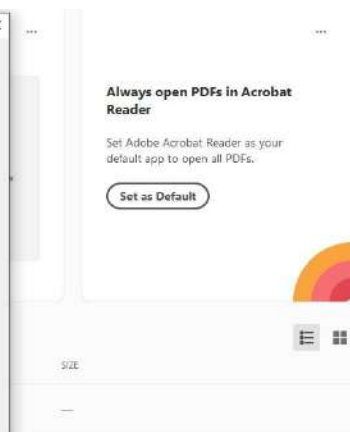 Always open PDFs in Acrobat
Reader
Set Adobe Acrobat Reader as your
default app to open all PDFs.
Set as Default
SIZE